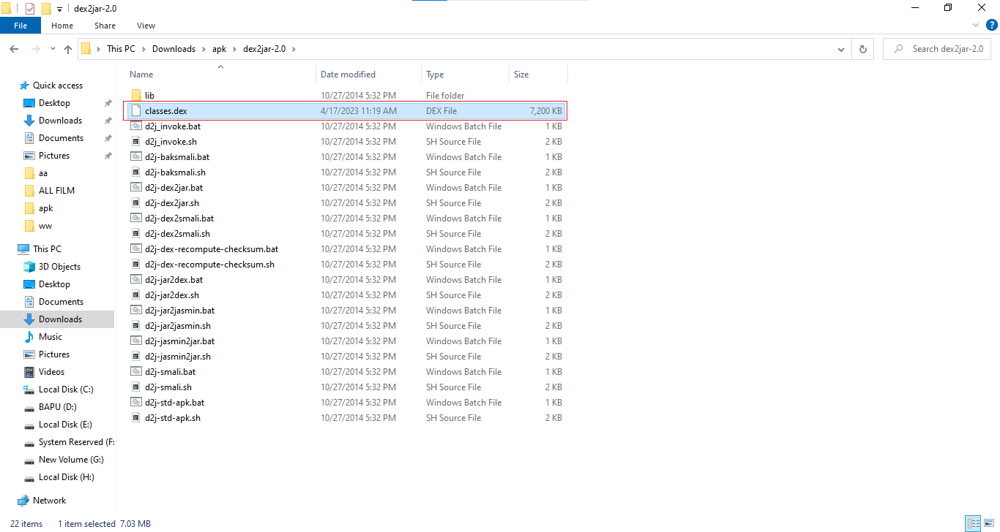 dex2jar-2.0
File Home Share View
This PC Downloads apk dex2jar-2.0
Search dex2jar-2.0
Quick access
Desktop
Downloads
Documents
Pictures
aa
ALL FILM
apk
ww
This PC
3D Objects
Desktop
Documents
Downloads
Music
Pictures
Videos
Local Disk (C:)
BAPU (D:)
Local Disk (E:)
System Reserved (F:
New Volume (G:)
Local Disk (H:)
Network
Name Date modified Type Size
lib 10/27/2014 5:32 PM File folder
classes.dex 4/17/2023 11:19 AM DEX File 7,200 KB
d2j_invoke.bat 10/27/2014 5:32 PM Windows Batch File 1 KB
d2j_invoke.sh 10/27/2014 5:32 PM SH Source File 2 KB
d2j-baksmali.bat 10/27/2014 5:32 PM Windows Batch File 1 KB
d2j-baksmali.sh 10/27/2014 5:32 PM SH Source File 2 KB
d2j-dex2jar.bat 10/27/2014 5:32 PM Windows Batch File 1 KB
d2j-dex2jar.sh 10/27/2014 5:32 PM SH Source File 2 KB
d2j-dex2smali.bat 10/27/2014 5:32 PM Windows Batch File 1 KB
d2j-dex2smali.sh 10/27/2014 5:32 PM SH Source File 2 KB
d2j-dex-recompute-checksum.bat 10/27/2014 5:32 PM Windows Batch File 1 KB
d2j-dex-recompute-checksum.sh 10/27/2014 5:32 PM SH Source File 2 KB
d2j-jar2dex.bat 10/27/2014 5:32 PM Windows Batch File 1 KB
d2j-jar2dex.sh 10/27/2014 5:32 PM SH Source File 2 KB
d2j-jar2jasmin.bat 10/27/2014 5:32 PM Windows Batch File 1 KB
d2j-jar2jasmin.sh 10/27/2014 5:32 PM SH Source File 2 KB
d2j-jasmin2jar.bat 10/27/2014 5:32 PM Windows Batch File 1 KB
d2j-jasmin2jar.sh 10/27/2014 5:32 PM SH Source File 2 KB
d2j-smali.bat 10/27/2014 5:32 PM Windows Batch File 1 KB
d2j-smali.sh 10/27/2014 5:32 PM SH Source File 2 KB
d2j-std-apk.bat 10/27/2014 5:32 PM Windows Batch File 1 KB
d2j-std-apk.sh 10/27/2014 5:32 PM SH Source File 2 KB
22 items 1 item selected 7.03 MB